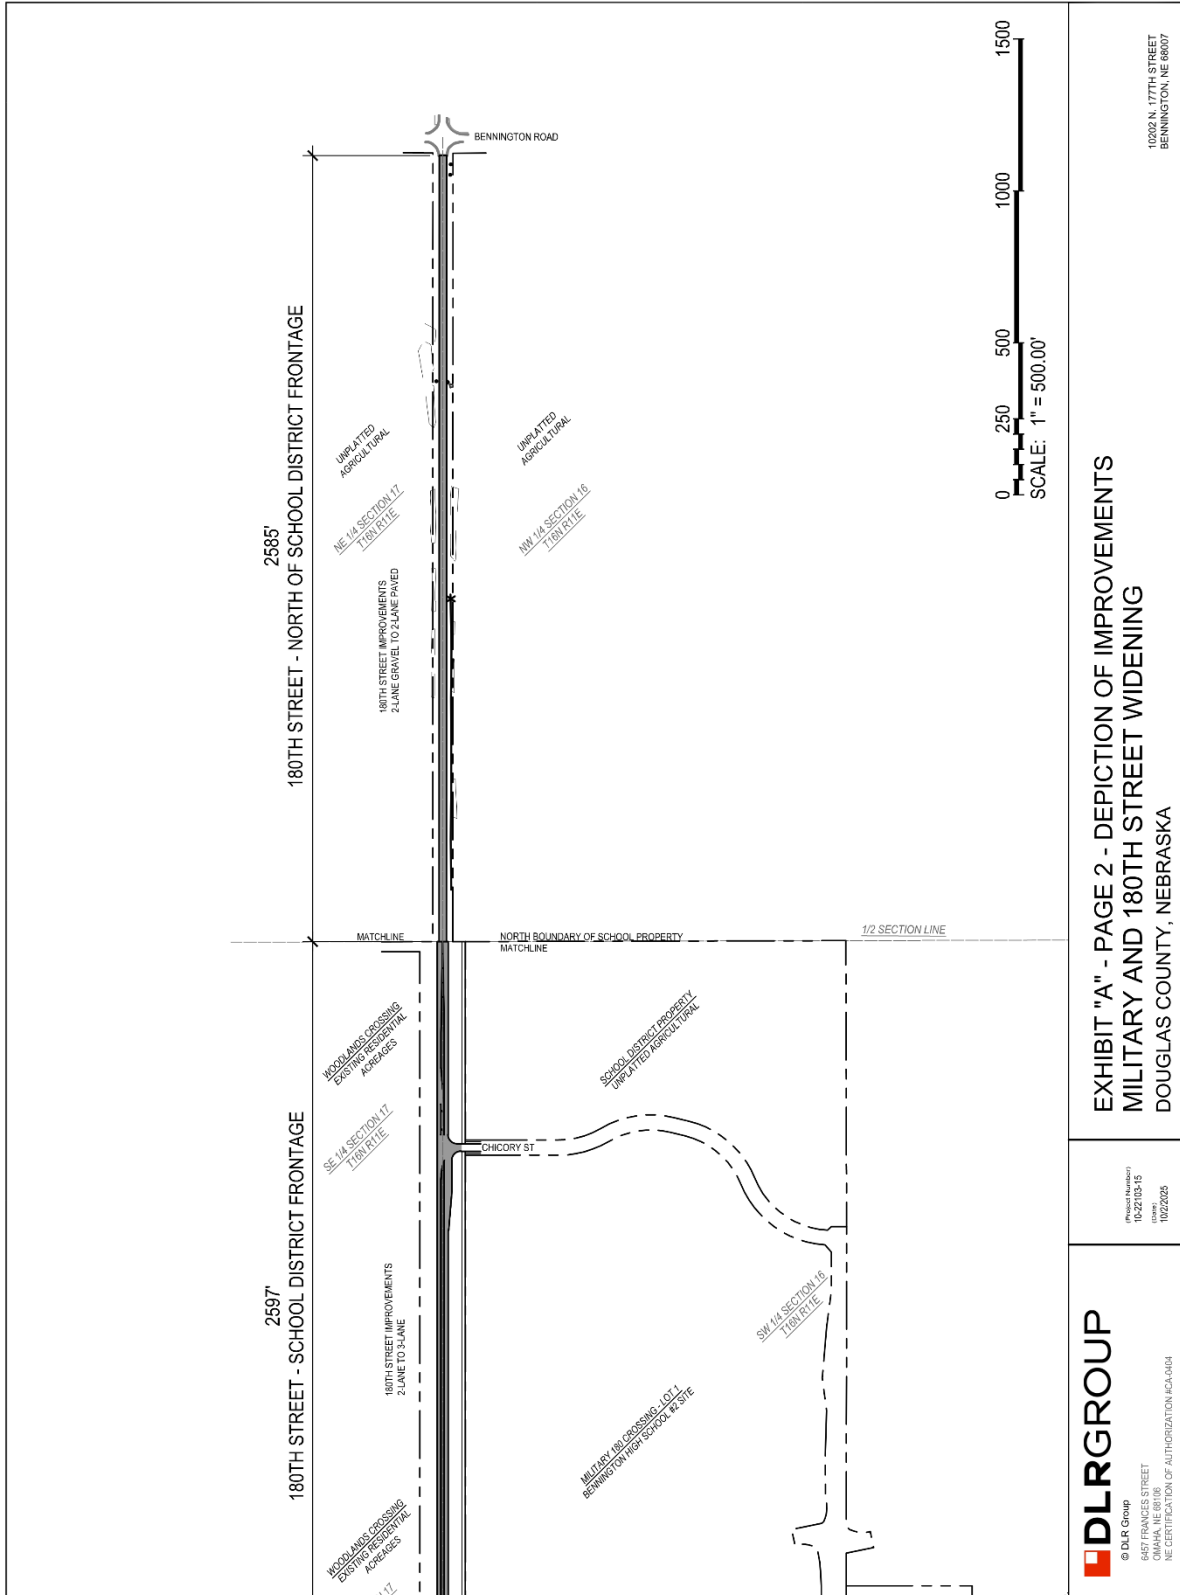 BENNINGTON ROAD
2585'
180TH STREET - NORTH OF SCHOOL DISTRICT FRONTAGE
UNPLATTED
AGRICULTURAL
NE 1/4 SECTION 17
T16N R11E
180TH STREET IMPROVEMENTS
2-LANE GRAVEL TO 2-LANE PAVED
UNPLATTED
AGRICULTURAL
NW 1/4 SECTION 16
T16N R11E
MATCHLINE
NORTH BOUNDARY OF SCHOOL PROPERTY
MATCHLINE
1/2 SECTION LINE
2597'
180TH STREET - SCHOOL DISTRICT FRONTAGE
WOODLANDS CROSSING
EXISTING RESIDENTIAL
ACREAGES
SE 1/4 SECTION 17
T16N R11E
180TH STREET IMPROVEMENTS
2-LANE TO 3-LANE
WOODLANDS CROSSING
EXISTING RESIDENTIAL
ACREAGES
17
CHICORY ST
SCHOOL DISTRICT PROPERTY
UNPLATTED AGRICULTURAL
SW 1/4 SECTION 16
T16N R11E
MILITARY 180 CROSSING - LOT 1
BENNINGTON HIGH SCHOOL #2 SITE
0 250 500 1000 1500
SCALE: 1" = 500.00'
DLRGROUP
© DLR Group
6457 FRANCES STREET
OMAHA, NE 68106
NE CERTIFICATION OF AUTHORIZATION #CA-0404
(Project Number)
10-22103-15
(Date)
10/2/2025
EXHIBIT "A" - PAGE 2 - DEPICTION OF IMPROVEMENTS
MILITARY AND 180TH STREET WIDENING
DOUGLAS COUNTY, NEBRASKA
10202 N. 177TH STREET
BENNINGTON, NE 68007